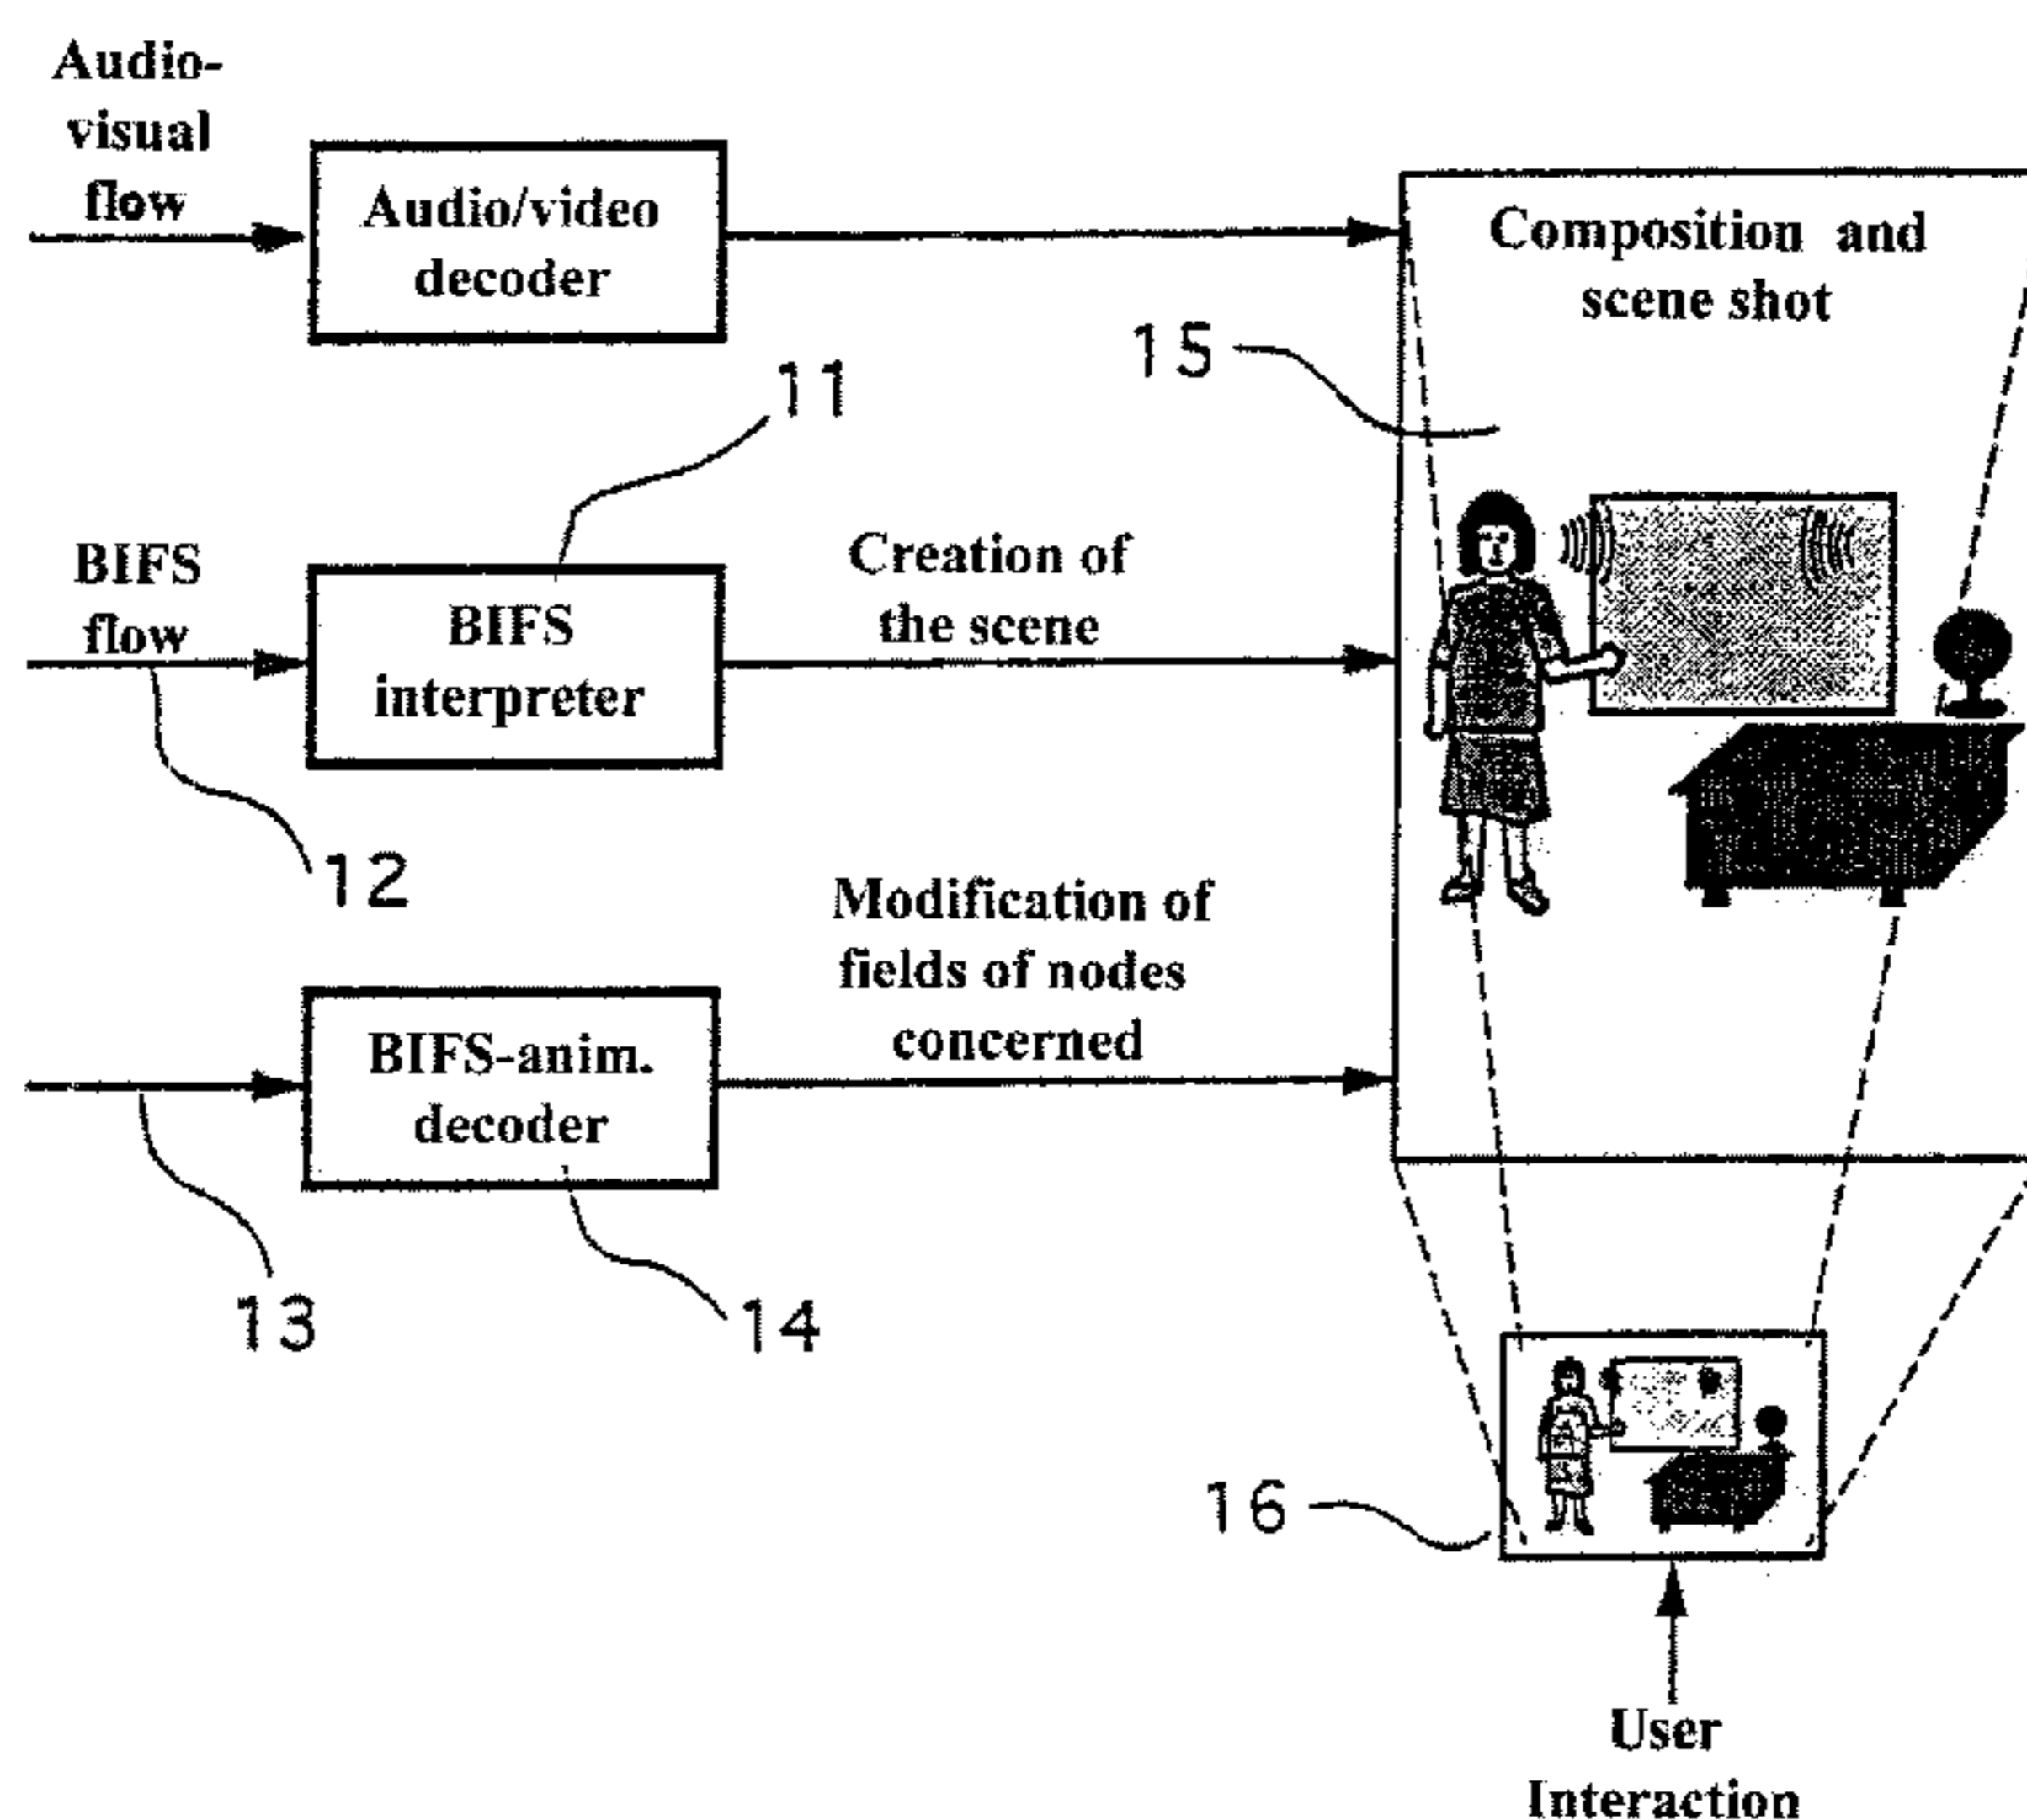 Audio-
visual
flow
Audio/video
decoder
Composition and
scene shot
15
11
BIFS
flow
BIFS
interpreter
Creation of
the scene
12
Modification of
fields of nodes
concerned
BIFS-anim.
decoder
13
14
16
User
Interaction